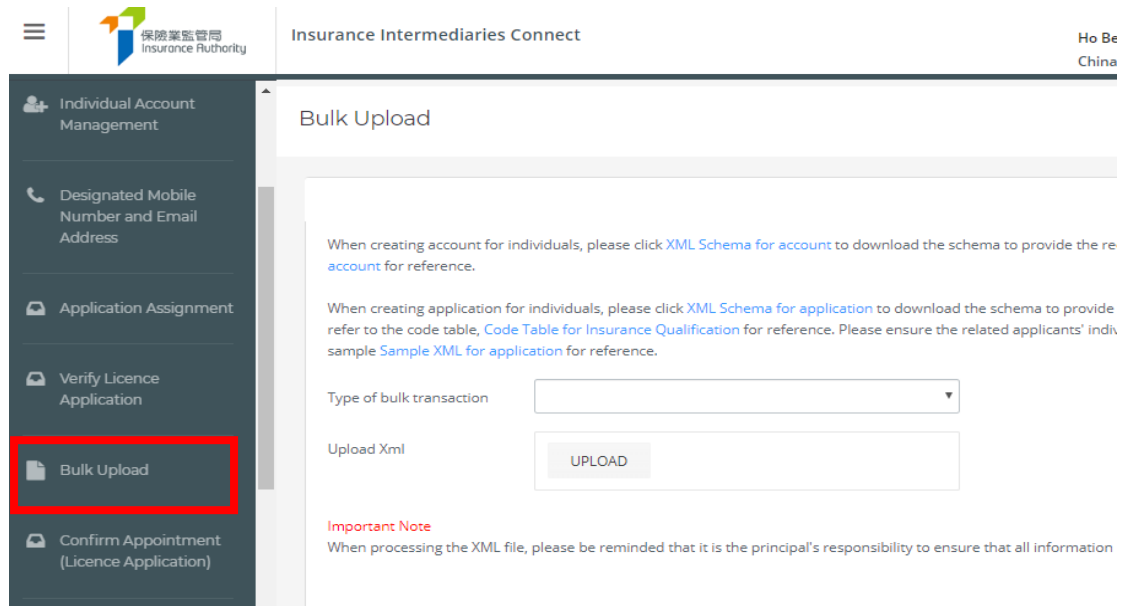 保險業監管局
Insurance Authority
Insurance Intermediaries Connect
Ho Be
China
Individual Account
Management
Designated Mobile
Number and Email
Address
Application Assignment
Verify Licence
Application
Bulk Upload
Confirm Appointment
(Licence Application)
Bulk Upload
When creating account for individuals, please click XML Schema for account to download the schema to provide the re
account for reference.
When creating application for individuals, please click XML Schema for application to download the schema to provide
refer to the code table, Code Table for Insurance Qualification for reference. Please ensure the related applicants' indiv
sample Sample XML for application for reference.
Type of bulk transaction
Upload Xml
UPLOAD
Important Note
When processing the XML file, please be reminded that it is the principal's responsibility to ensure that all information